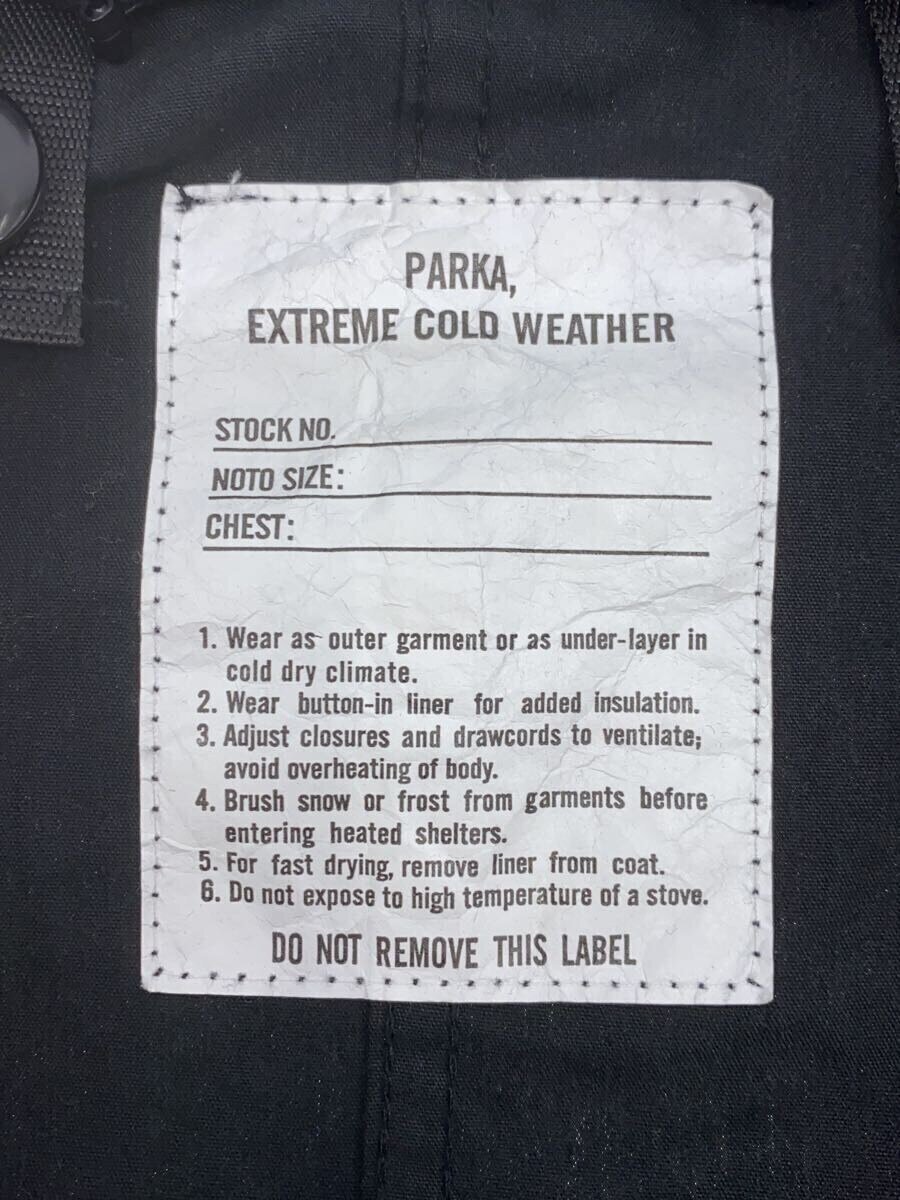 PARKA,
EXTREME COLD WEATHER
STOCK NO.
NOTO SIZE:
CHEST:
1. Wear as outer garment or as under-layer in
cold dry climate.
2. Wear button-in liner for added insulation.
3. Adjust closures and drawcords to ventilate;
avoid overheating of body.
4. Brush snow or frost from garments before
entering heated shelters.
5. For fast drying, remove liner from coat.
6. Do not expose to high temperature of a stove.
DO NOT REMOVE THIS LABEL